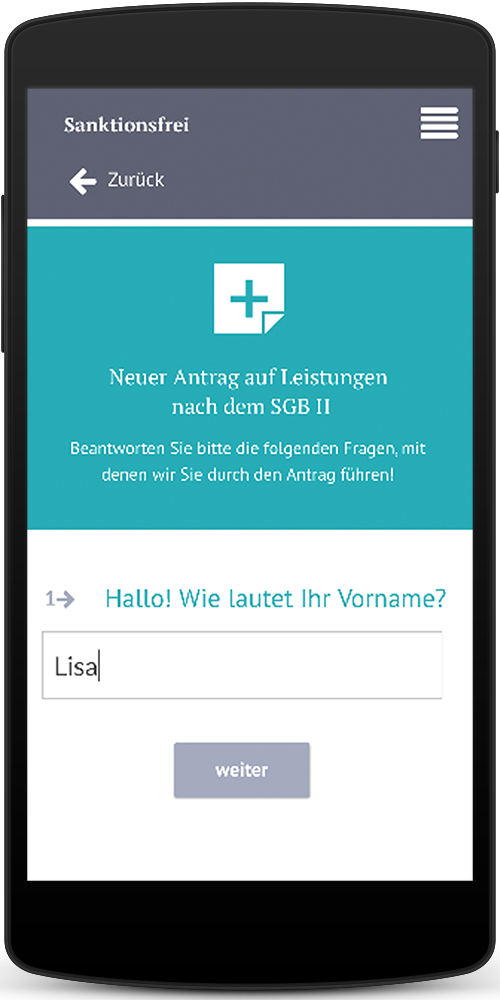 Sanktionsfrei
Zurück
Neuer Antrag auf Leistungen
nach dem SGB II
Beantworten Sie bitte die folgenden Fragen, mit
denen wir Sie durch den Antrag führen!
1→ Hallo! Wie lautet Ihr Vorname?
Lisa
weiter